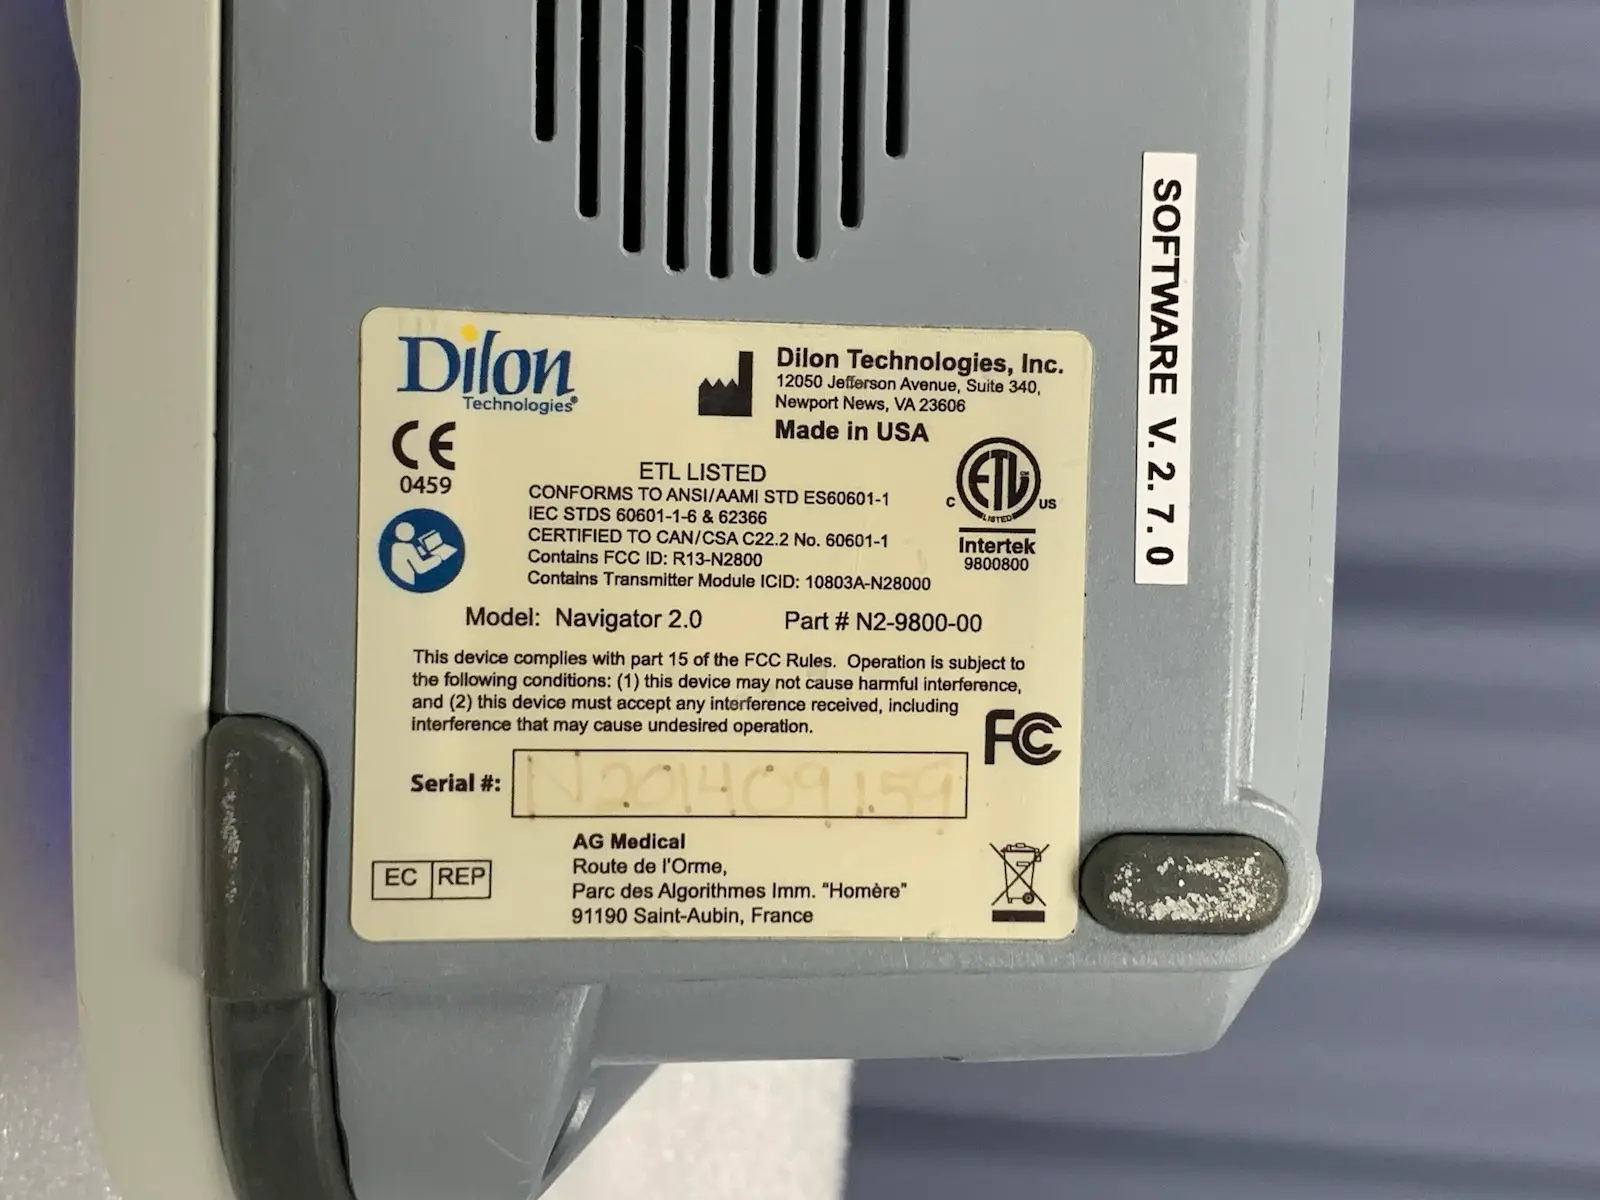 Dilon
Technologies®
Dilon Technologies, Inc.
12050 Jefferson Avenue, Suite 340,
Newport News, VA 23606
Made in USA
CE
0459
ETL LISTED
CONFORMS TO ANSI/AAMI STD ES60601-1
IEC STDS 60601-1-6 & 62366
CERTIFIED TO CAN/CSA C22.2 No. 60601-1
Contains FCC ID: R13-N2800
Contains Transmitter Module ICID: 10803A-N28000
C ETL US
LISTED
Intertek
9800800
Model: Navigator 2.0 Part # N2-9800-00
This device complies with part 15 of the FCC Rules. Operation is subject to
the following conditions: (1) this device may not cause harmful interference,
and (2) this device must accept any interference received, including
interference that may cause undesired operation.
FC
Serial #: N201409159
EC REP
AG Medical
Route de l'Orme,
Parc des Algorithmes Imm. "Homère"
91190 Saint-Aubin, France
SOFTWARE V. 2. 7. 0